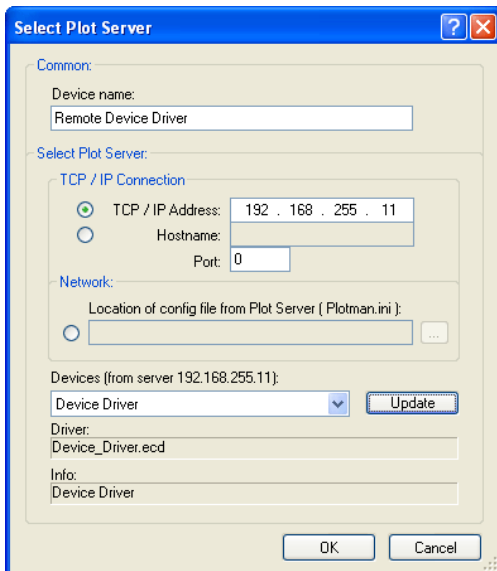 Select Plot Server
Common:
Device name:
Remote Device Driver
Select Plot Server:
TCP / IP Connection
TCP / IP Address: 192 . 168 . 255 . 11
Hostname:
Port: 0
Network:
Location of config file from Plot Server ( Plotman.ini ):
...
Devices (from server 192.168.255.11):
Device Driver Update
Driver:
Device_Driver.ecd
Info:
Device Driver
OK Cancel